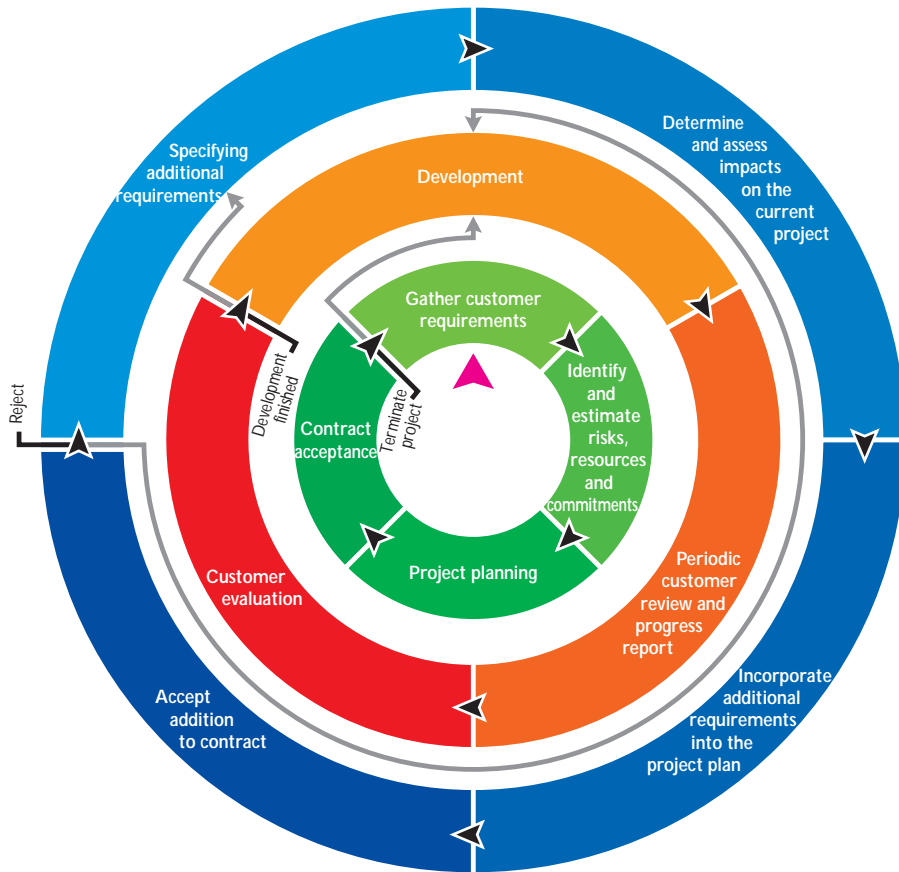 Specifying
additional
requirements
Determine
and assess
impacts
on the
current
project
Development
Gather customer
requirements
Identify
and
estimate
risks,
resources
and
commitments
Development
finished
Terminate
project
Reject
Contract
acceptance
Project planning
Customer
evaluation
Periodic
customer
review and
progress
report
Accept
addition
to contract
Incorporate
additional
requirements
into the
project plan